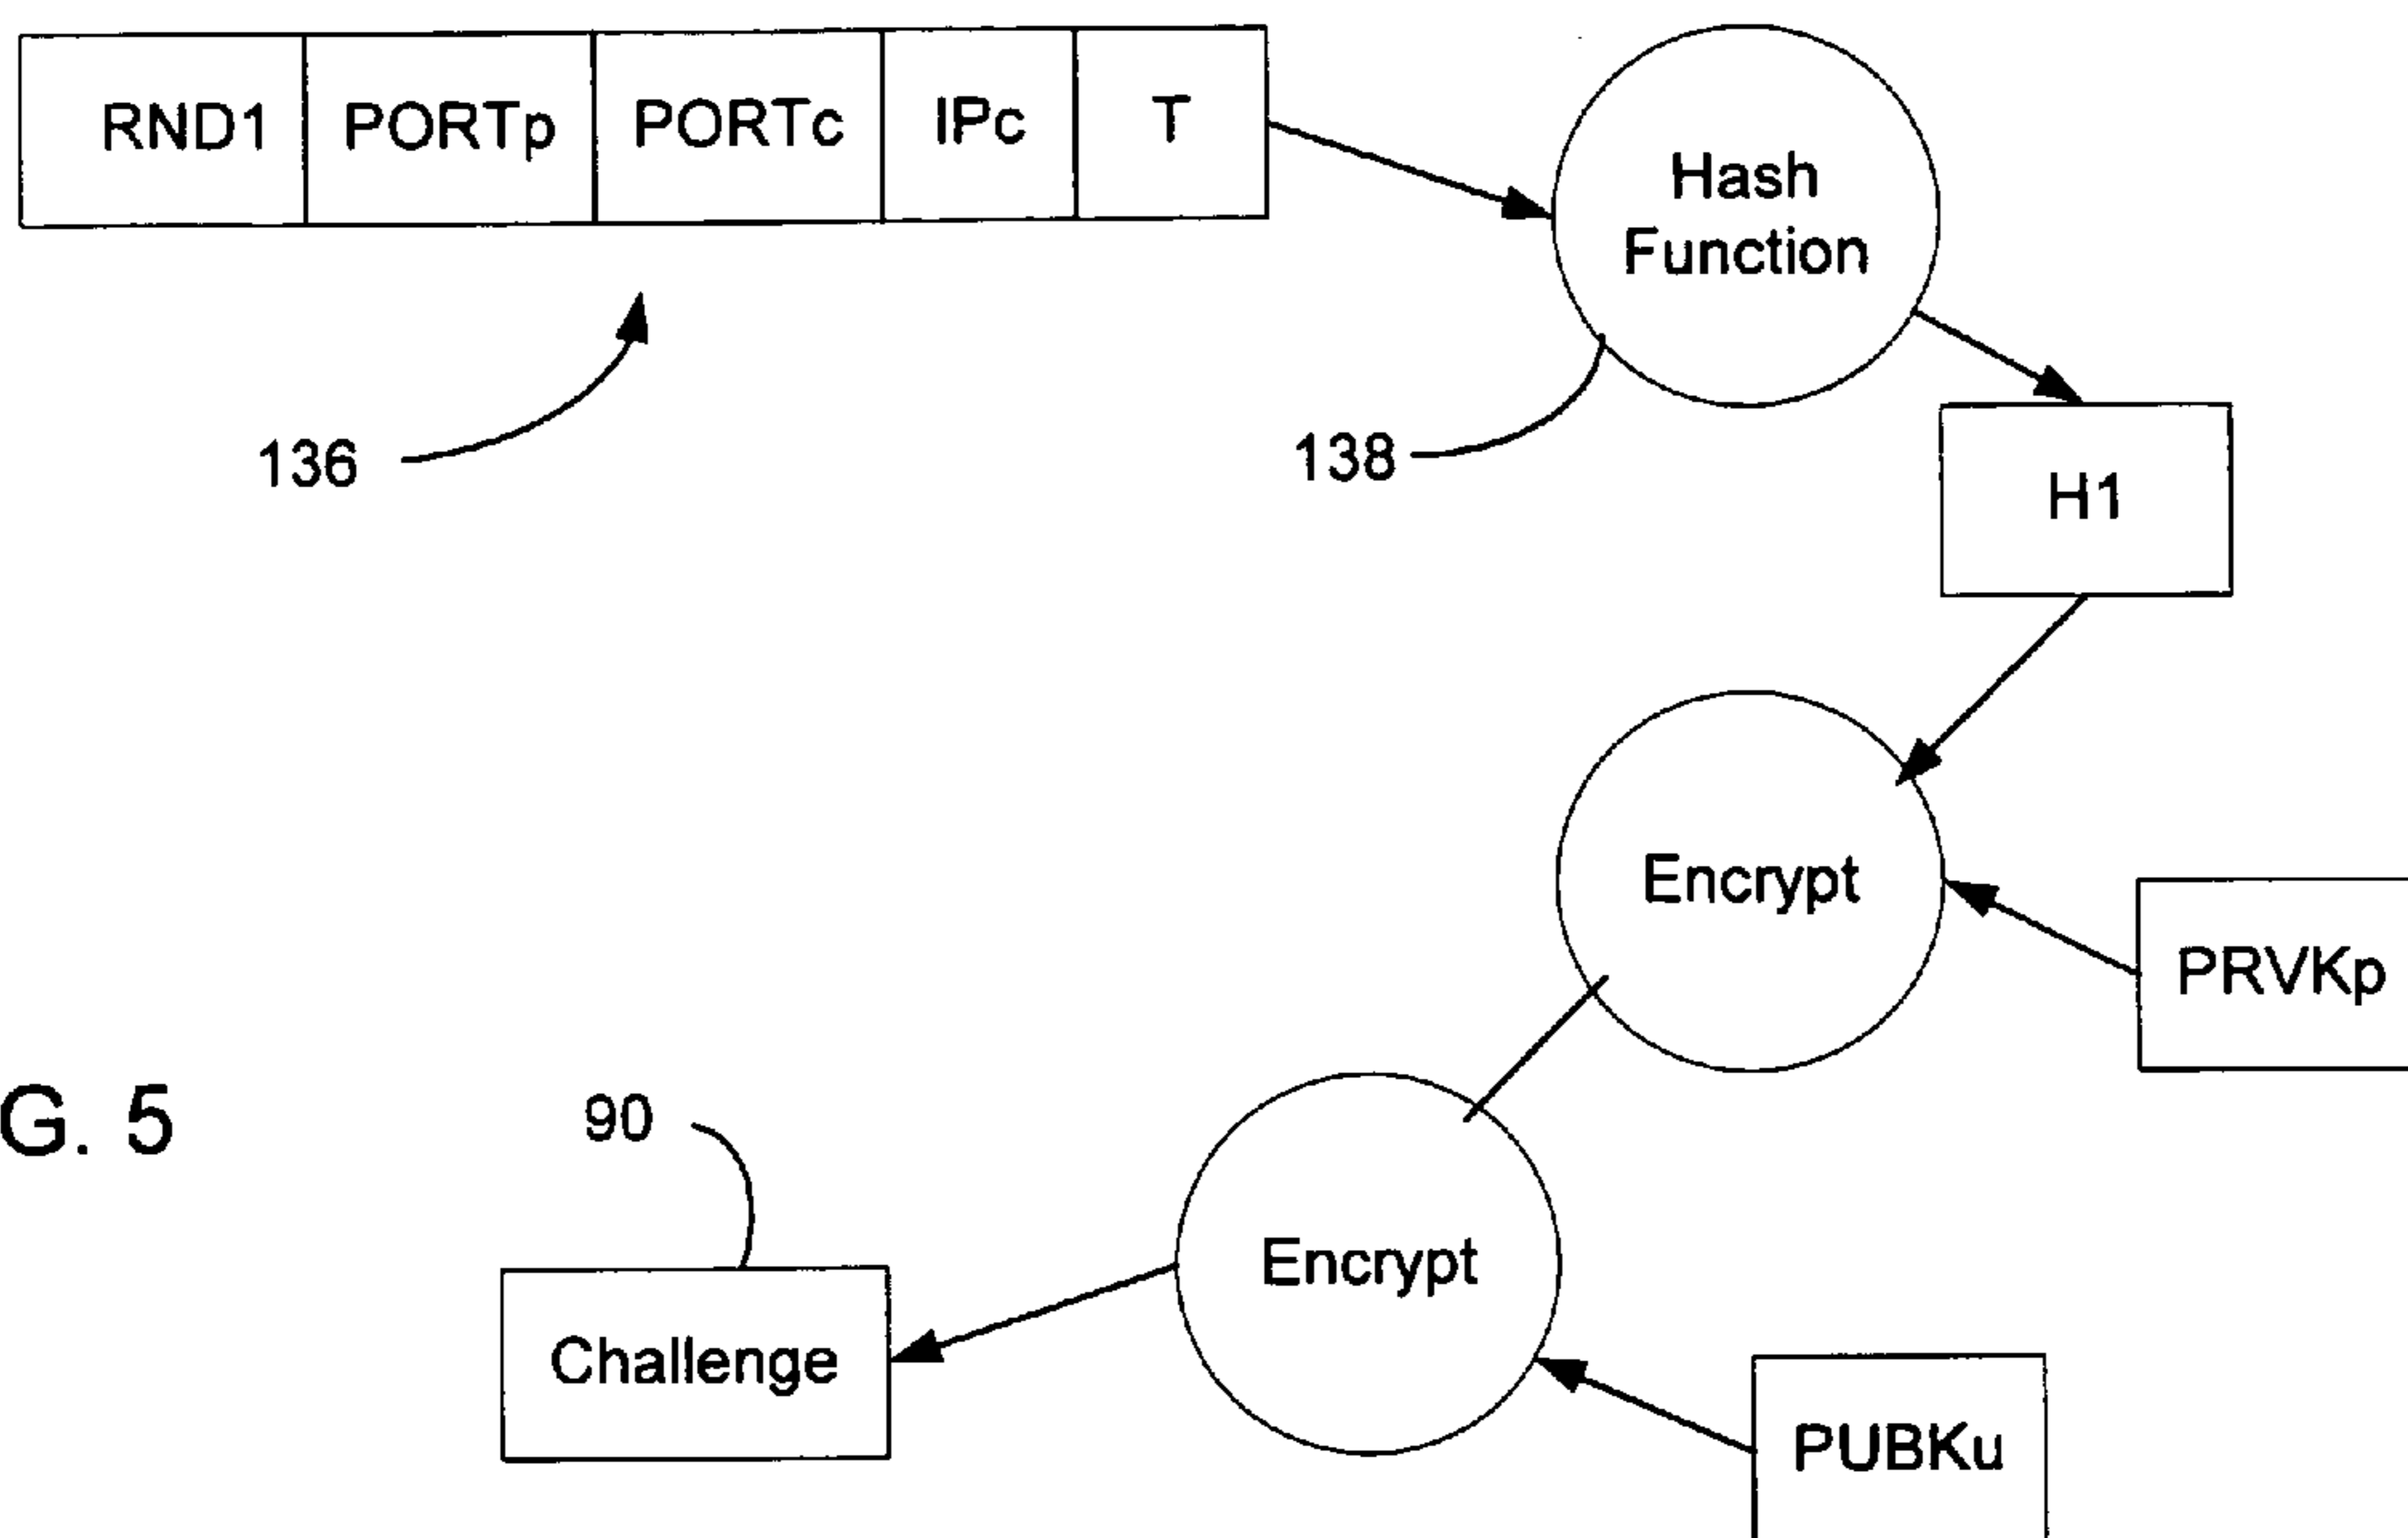 RND1 PORTp PORTc IPc T
Hash
Function
136
138
H1
Encrypt
PRVKp
G. 5
90
Encrypt
Challenge
PUBKu